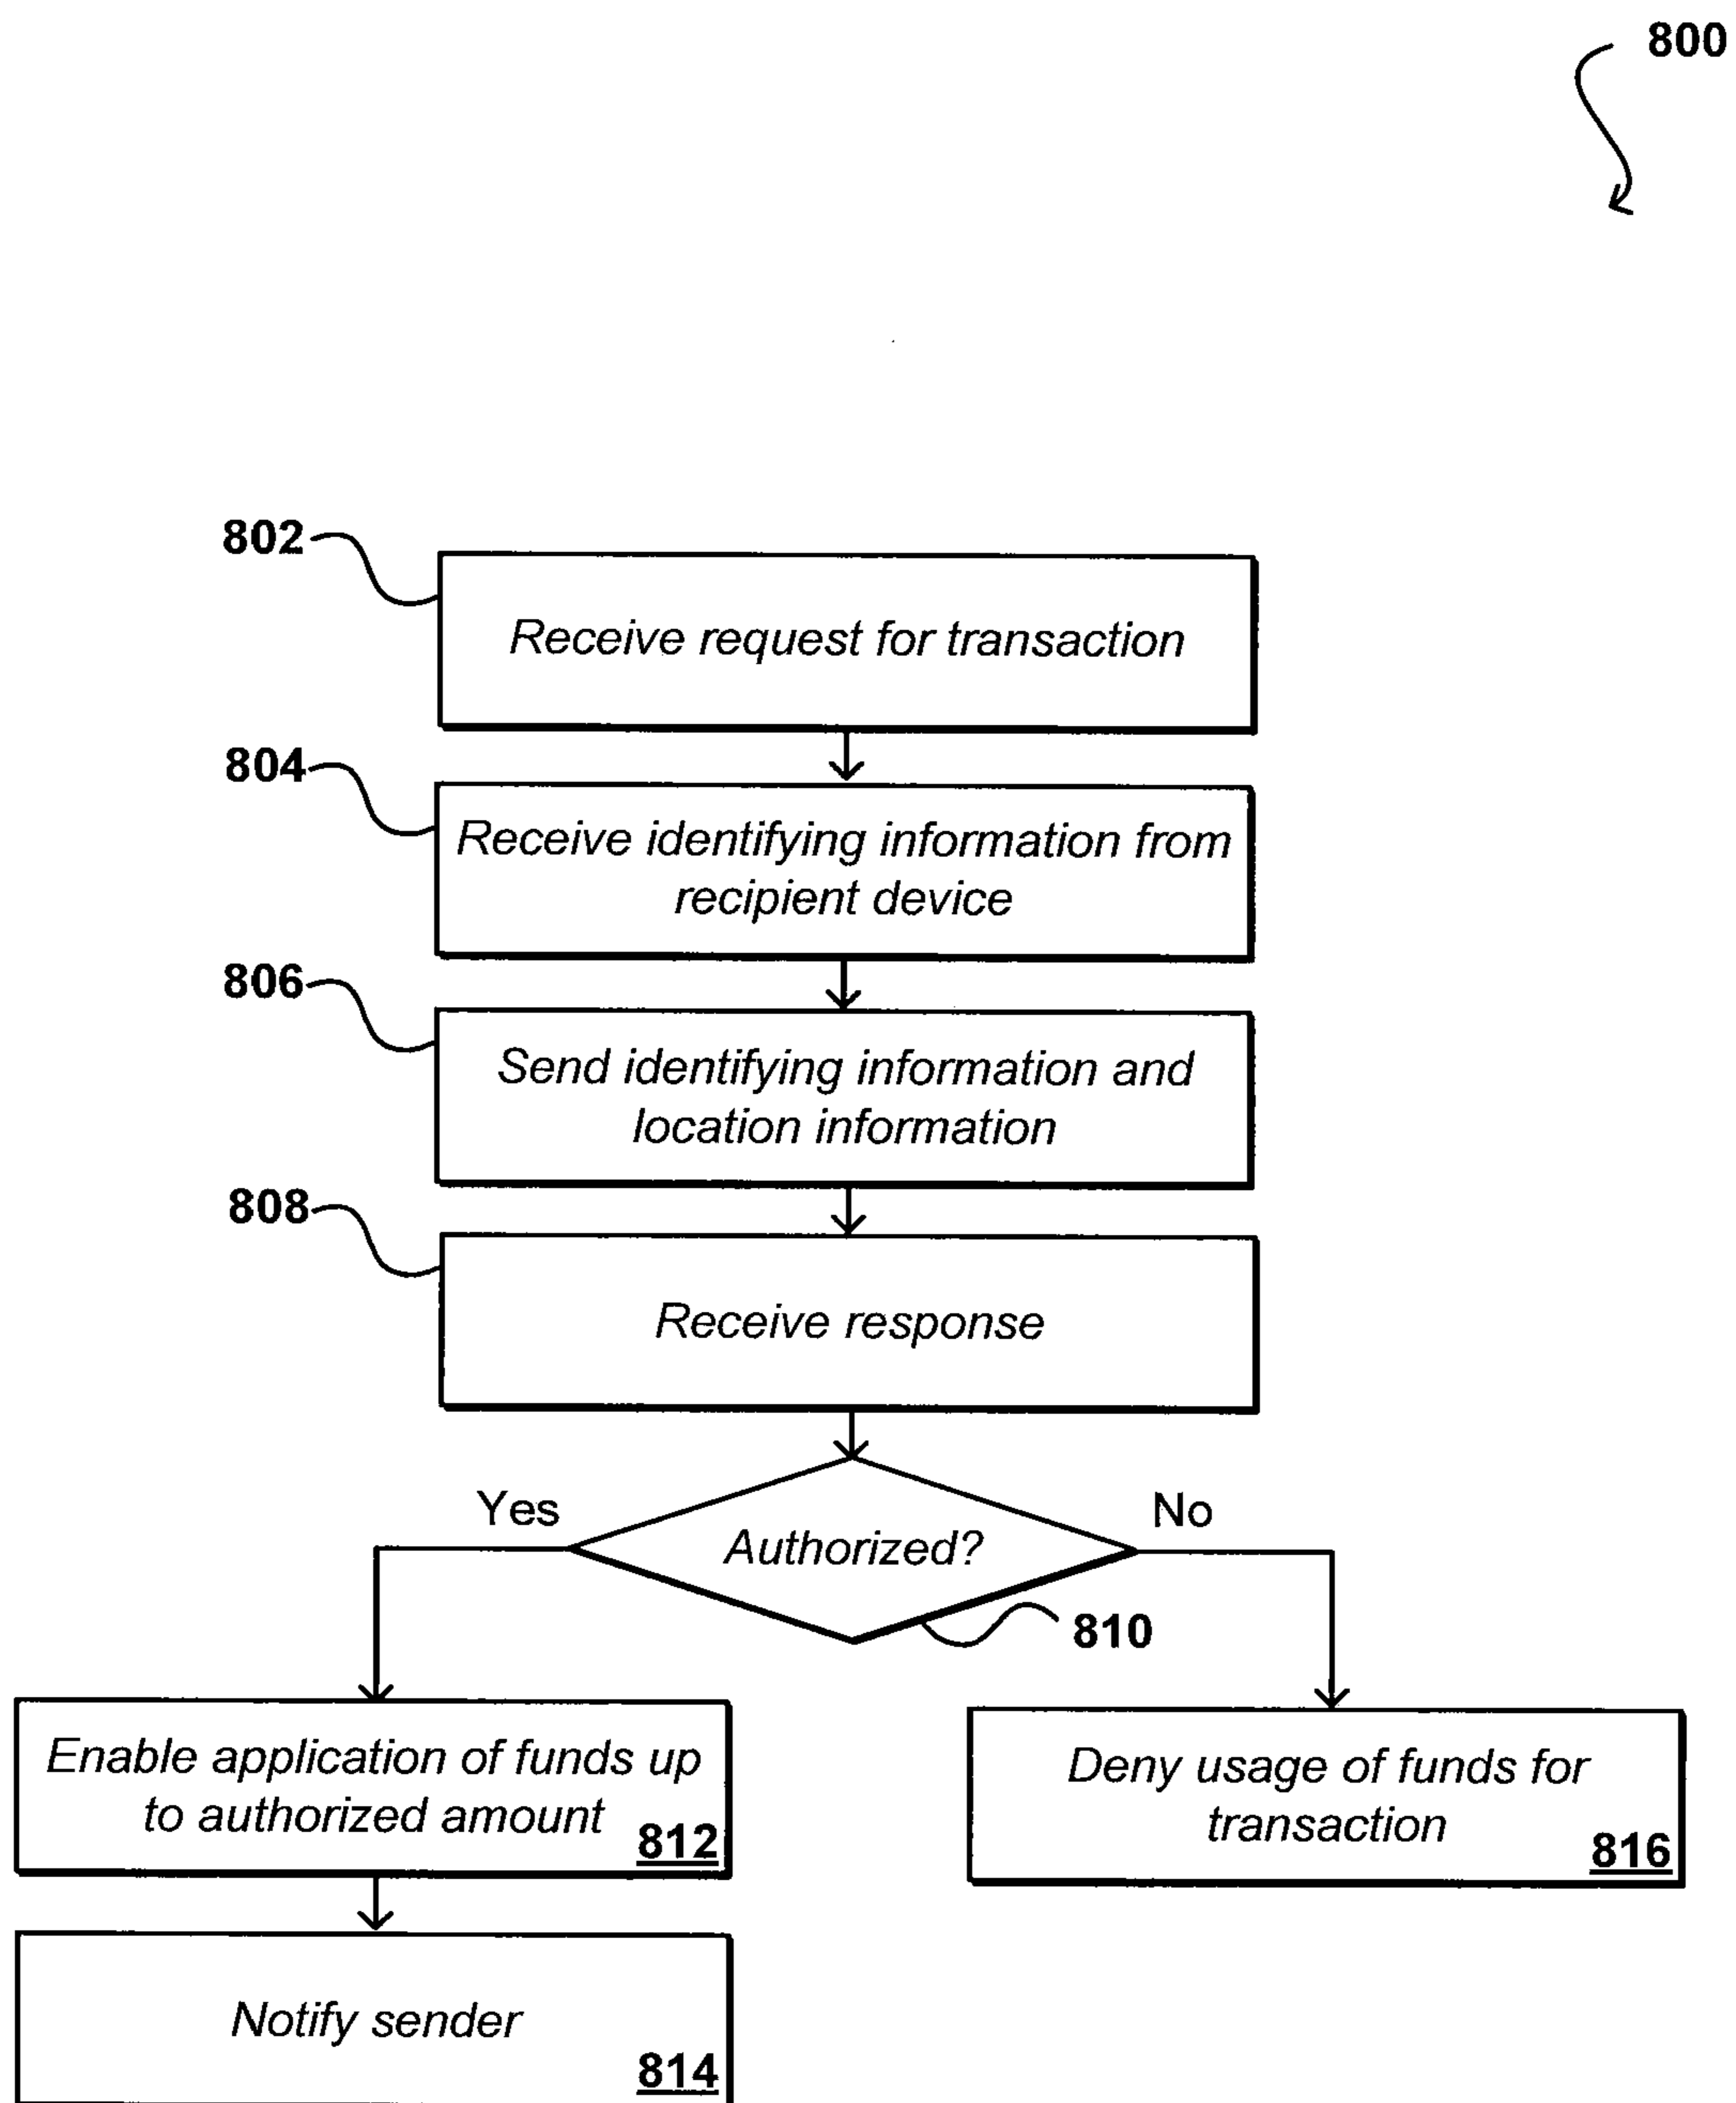 800
802
Receive request for transaction
804
Receive identifying information from
recipient device
806
Send identifying information and
location information
808
Receive response
Yes
Authorized?
No
810
Enable application of funds up
to authorized amount
812
Deny usage of funds for
transaction
816
Notify sender
814